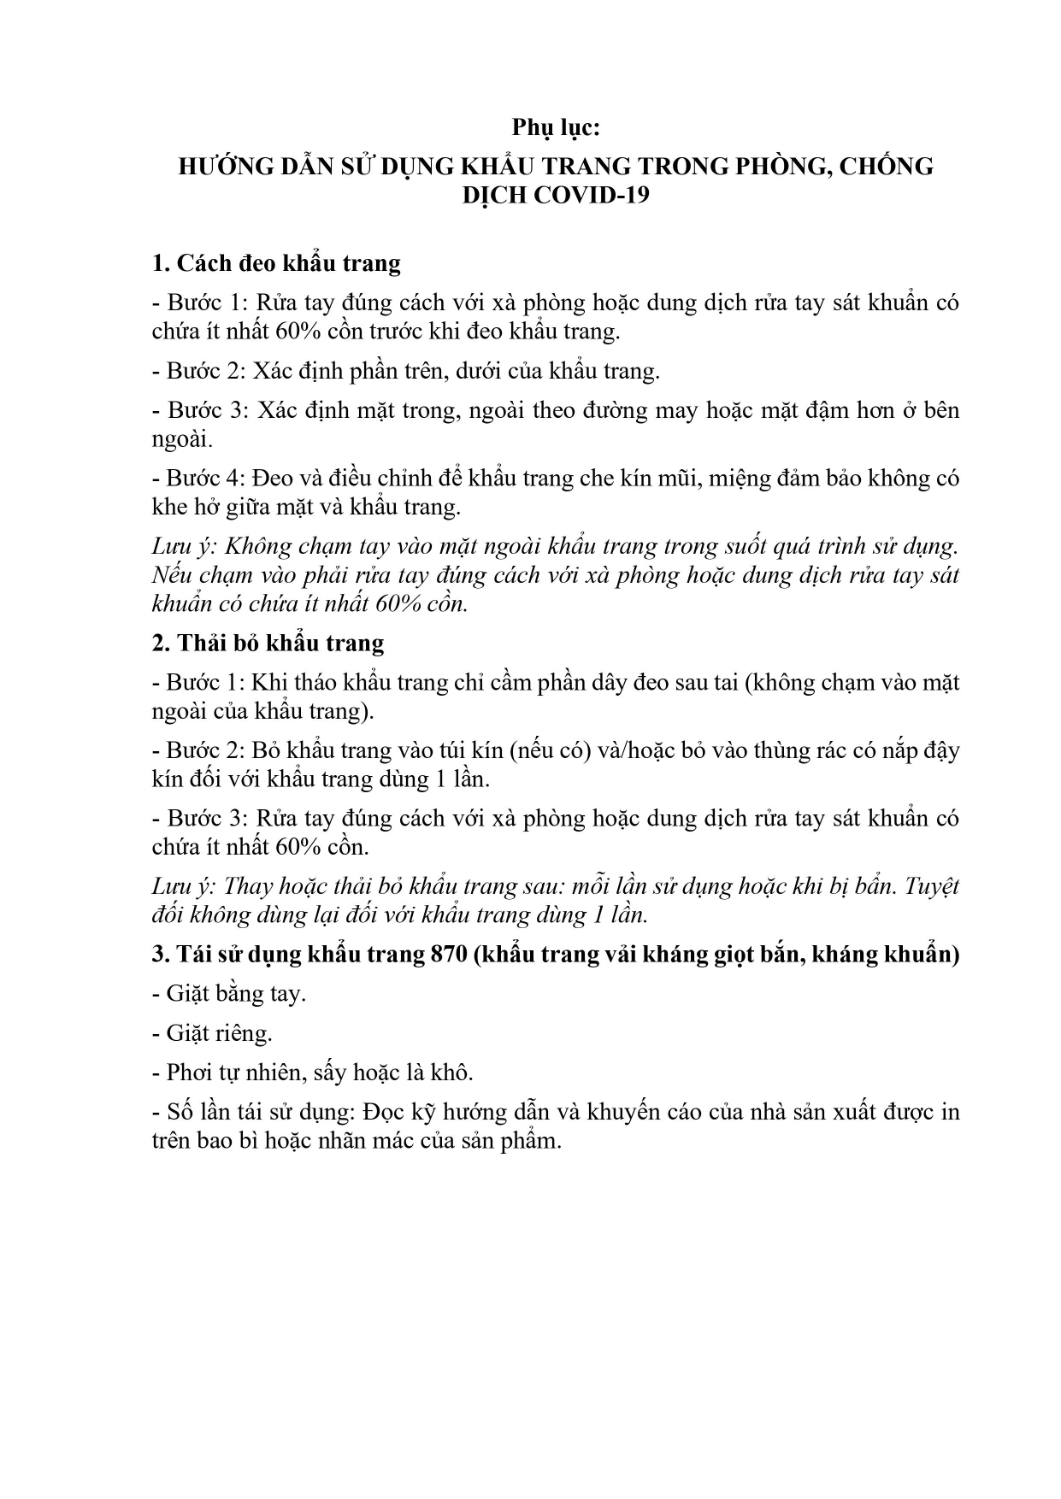 Phụ lục:
HƯỚNG DẪN SỬ DỤNG KHẨU TRANG TRONG PHÒNG, CHỐNG
DỊCH COVID-19
1. Cách đeo khẩu trang
- Bước 1: Rửa tay đúng cách với xà phòng hoặc dung dịch rửa tay sát khuẩn có
chứa ít nhất 60% cồn trước khi đeo khẩu trang.
- Bước 2: Xác định phần trên, dưới của khẩu trang.
- Bước 3: Xác định mặt trong, ngoài theo đường may hoặc mặt đậm hơn ở bên
ngoài.
- Bước 4: Đeo và điều chỉnh để khẩu trang che kín mũi, miệng đảm bảo không có
khe hở giữa mặt và khẩu trang.
Lưu ý: Không chạm tay vào mặt ngoài khẩu trang trong suốt quá trình sử dụng.
Nếu chạm vào phải rửa tay đúng cách với xà phòng hoặc dung dịch rửa tay sát
khuẩn có chứa ít nhất 60% cồn.
2. Thải bỏ khẩu trang
- Bước 1: Khi tháo khẩu trang chỉ cầm phần dây đeo sau tai (không chạm vào mặt
ngoài của khẩu trang).
- Bước 2: Bỏ khẩu trang vào túi kín (nếu có) và/hoặc bỏ vào thùng rác có nắp đậy
kín đối với khẩu trang dùng 1 lần.
- Bước 3: Rửa tay đúng cách với xà phòng hoặc dung dịch rửa tay sát khuẩn có
chứa ít nhất 60% cồn.
Lưu ý: Thay hoặc thải bỏ khẩu trang sau: mỗi lần sử dụng hoặc khi bị bẩn. Tuyệt
đối không dùng lại đối với khẩu trang dùng 1 lần.
3. Tái sử dụng khẩu trang 870 (khẩu trang vải kháng giọt bắn, kháng khuẩn)
- Giặt bằng tay.
- Giặt riêng.
- Phơi tự nhiên, sấy hoặc là khô.
- Số lần tái sử dụng: Đọc kỹ hướng dẫn và khuyến cáo của nhà sản xuất được in
trên bao bì hoặc nhãn mác của sản phẩm.